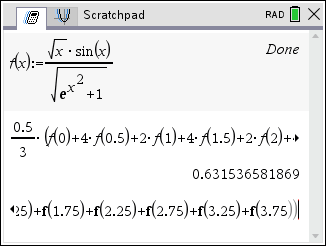 Scratchpad RAD
f(x):=√x·sin(x)/√(e^(x^2)+1) Done
0.5/3·(f(0)+4·f(0.5)+2·f(1)+4·f(1.5)+2·f(2)+
0.631536581869
25)+f(1.75)+f(2.25)+f(2.75)+f(3.25)+f(3.75))